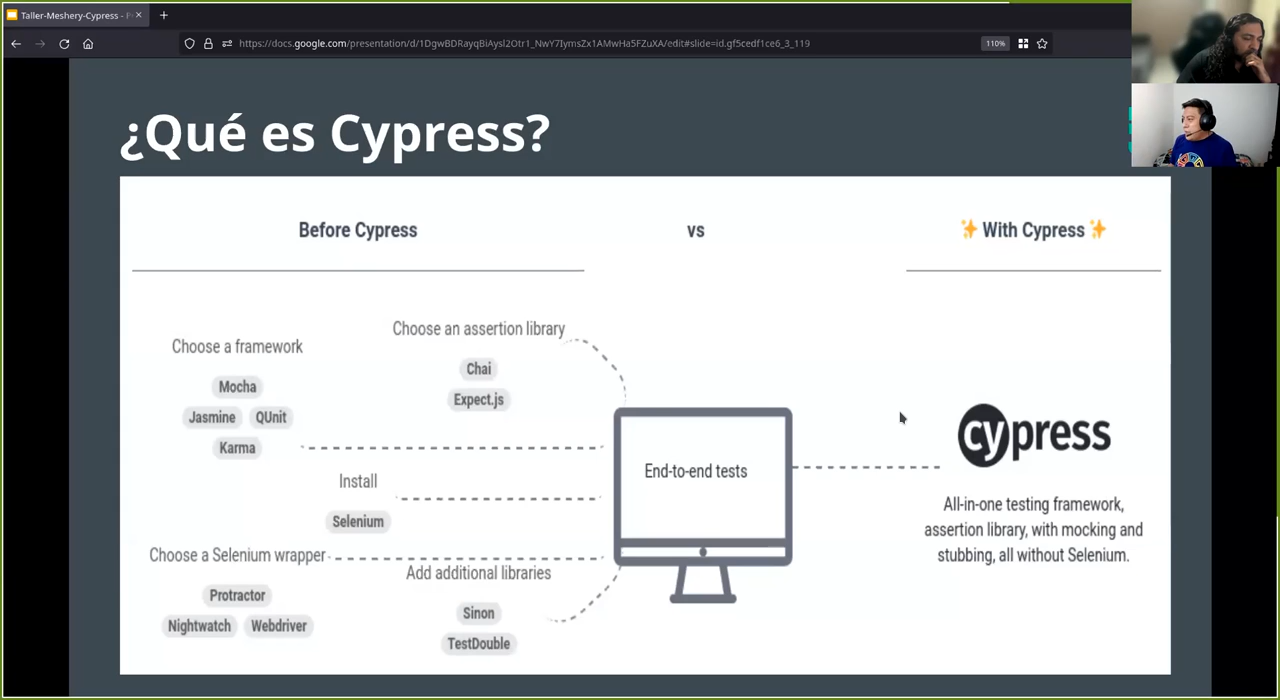 Taller-Meshery-Cypress - P
https://docs.google.com/presentation/d/1DgwBDRayqBiAysl2Otr1_NwY7IymsZx1AMwHa5FZuXA/edit#slide=id.gf5cedf1ce6_3_119
110%
¿Qué es Cypress?
Before Cypress
vs
✨ With Cypress ✨
Choose a framework
Mocha
Jasmine QUnit
Karma
Choose an assertion library
Chai
Expect.js
Install
Selenium
Choose a Selenium wrapper
Protractor
Nightwatch Webdriver
Add additional libraries
Sinon
TestDouble
End-to-end tests
cypress
All-in-one testing framework,
assertion library, with mocking and
stubbing, all without Selenium.